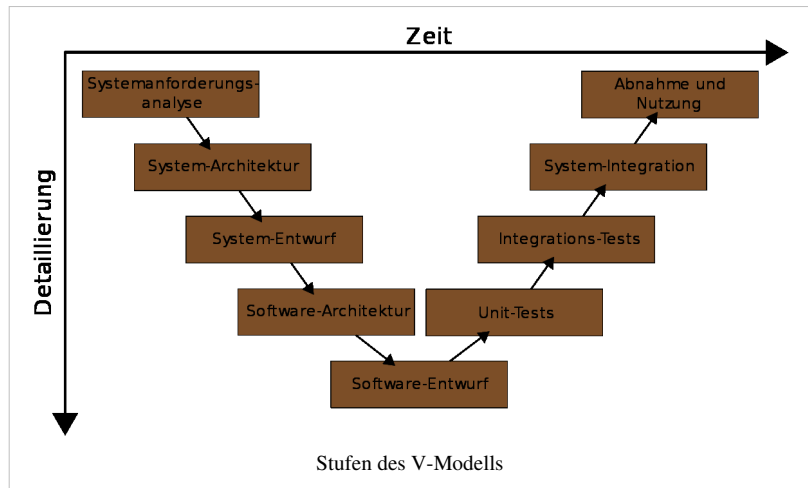 Zeit
Detaillierung
Systemanforderungs-
analyse
System-Architektur
System-Entwurf
Software-Architektur
Software-Entwurf
Unit-Tests
Integrations-Tests
System-Integration
Abnahme und
Nutzung
Stufen des V-Modells